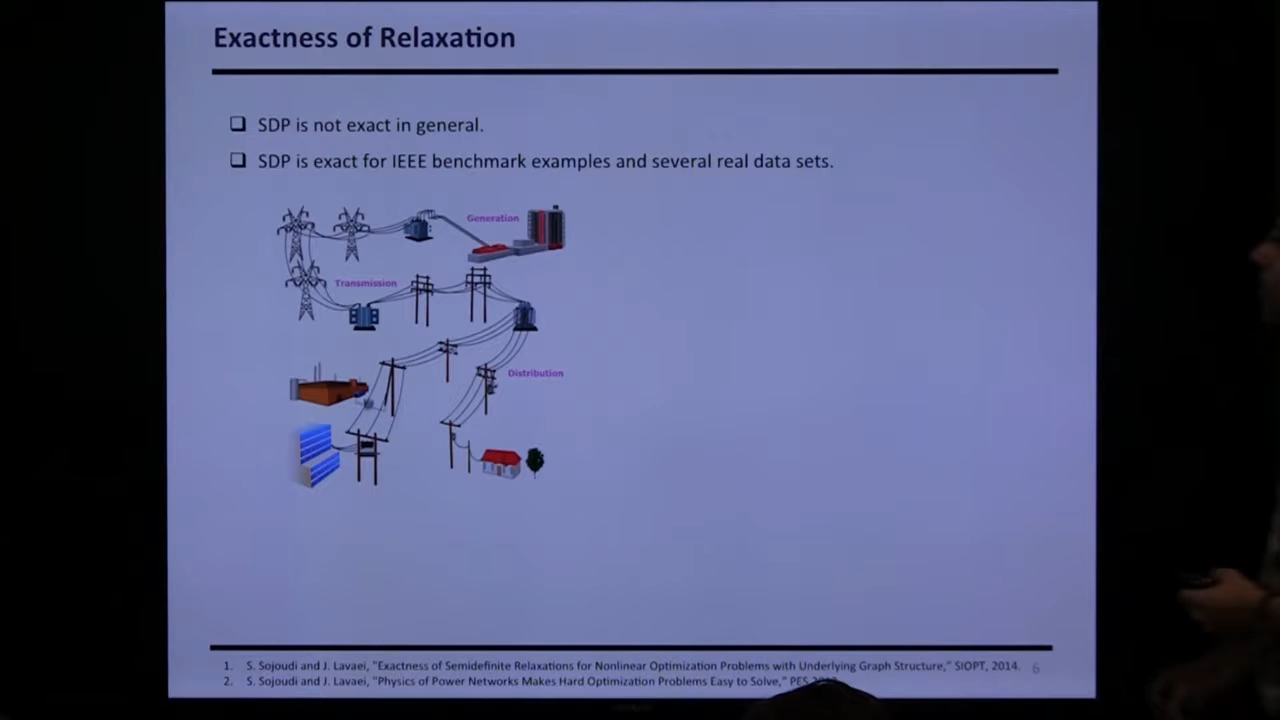 Exactness of Relaxation
SDP is not exact in general.
SDP is exact for IEEE benchmark examples and several real data sets.
Generation
Transmission
Distribution
1. S. Sojoudi and J. Lavaei, "Exactness of Semidefinite Relaxations for Nonlinear Optimization Problems with Underlying Graph Structure," SIOPT, 2014.
6
2. S. Sojoudi and J. Lavaei, "Physics of Power Networks Makes Hard Optimization Problems Easy to Solve," PES